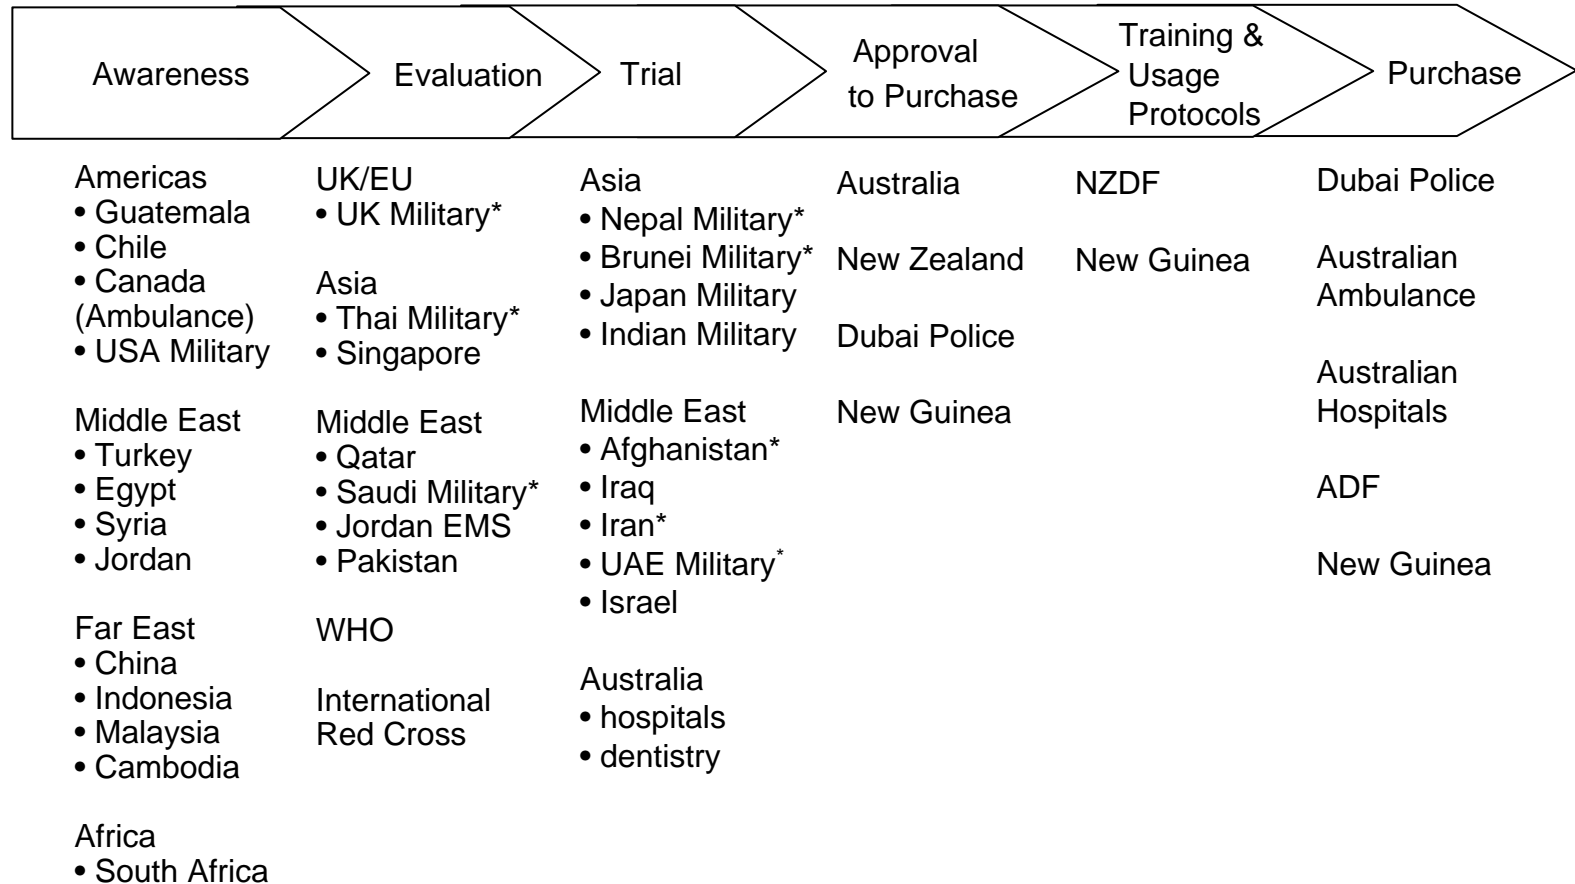 Awareness
Evaluation
Trial
Approval
to Purchase
Training &
Usage
Protocols
Purchase
Americas
• Guatemala
• Chile
• Canada
(Ambulance)
• USA Military
Middle East
• Turkey
• Egypt
• Syria
• Jordan
Far East
• China
• Indonesia
• Malaysia
• Cambodia
Africa
• South Africa
UK/EU
• UK Military*
Asia
• Thai Military*
• Singapore
Middle East
• Qatar
• Saudi Military*
• Jordan EMS
• Pakistan
WHO
International
Red Cross
Asia
• Nepal Military*
• Brunei Military*
• Japan Military
• Indian Military
Middle East
• Afghanistan*
• Iraq
• Iran*
• UAE Military*
• Israel
Australia
• hospitals
• dentistry
Australia
New Zealand
Dubai Police
New Guinea
NZDF
New Guinea
Dubai Police
Australian
Ambulance
Australian
Hospitals
ADF
New Guinea